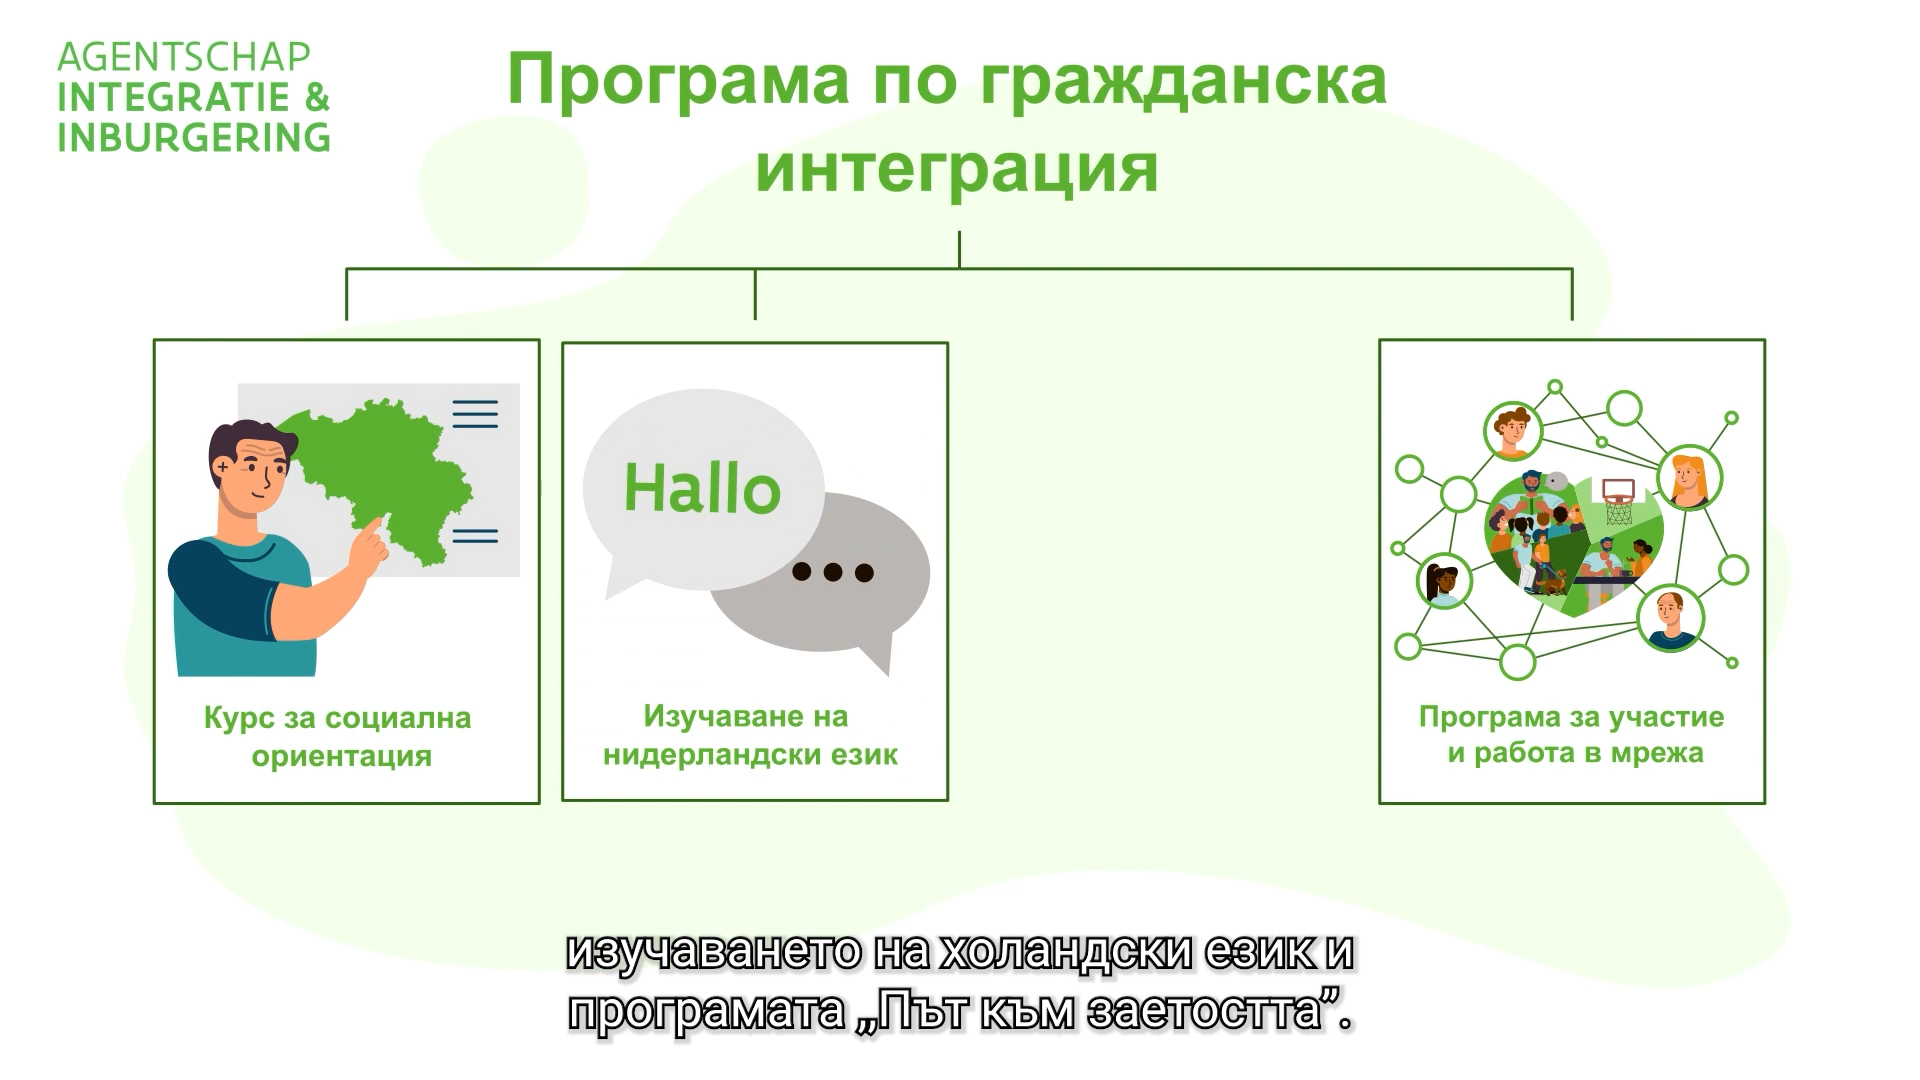 AGENTSCHAP
INTEGRATIE &
INBURGERING
Програма по гражданска
интеграция
Hallo
Курс за социална
ориентация
Изучаване на
нидерландски език
Програма за участие
и работа в мрежа
изучаването на холандски език и
програмата „Път към заетостта”.